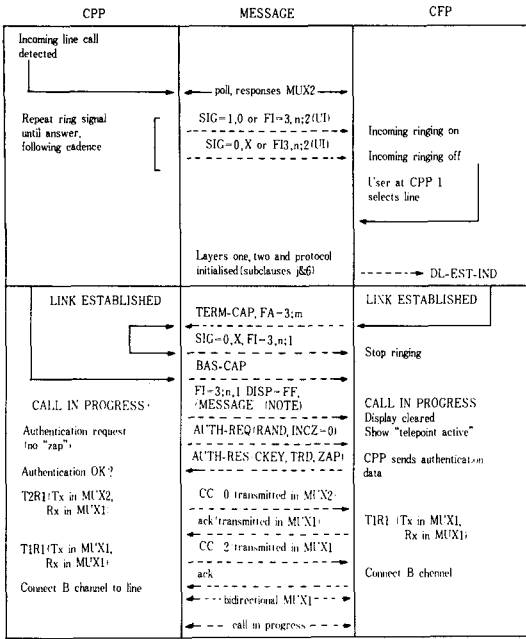 CPP MESSAGE CFP
Incoming line call
detected
poll, responses MUX2
Repeat ring signal
until answer,
following cadence
SIG=1,0 or FI-3,n;2(UI)
Incoming ringing on
SIG=0,X or FI3,n;2(UI)
Incoming ringing off
User at CPP 1
selects line
Layers one, two and protocol
initialised(subclauses j&6)
DL-EST-IND
LINK ESTABLISHED
LINK ESTABLISHED
TERM-CAP, FA-3;m
SIG=0,X, FI-3,n;1
Stop ringing
BAS-CAP
FI-3;n,1 DISP-FF,
(MESSAGE (NOTE)
CALL IN PROGRESS
CALL IN PROGRESS
Display cleared
Authentication request
(no "zap")
AUTH-REQ(RAND, INCZ=0)
Show "telepoint active"
AUTH-RES(CKEY, TRD, ZAP)
CPP sends authentication
data
Authentication OK?
T2R1(Tx in MUX2,
Rx in MUX1)
CC 0 transmitted in MUX2)
ack(transmitted in MUX1)
T1R1 (Tx in MUX1,
Rx in MUX1)
T1R1(Tx in MUX1,
Rx in MUX1)
CC 2 transmitted in MUX1
ack
Connect B channel to line
Connect B chennel
bidirectional MUX1
call in progress